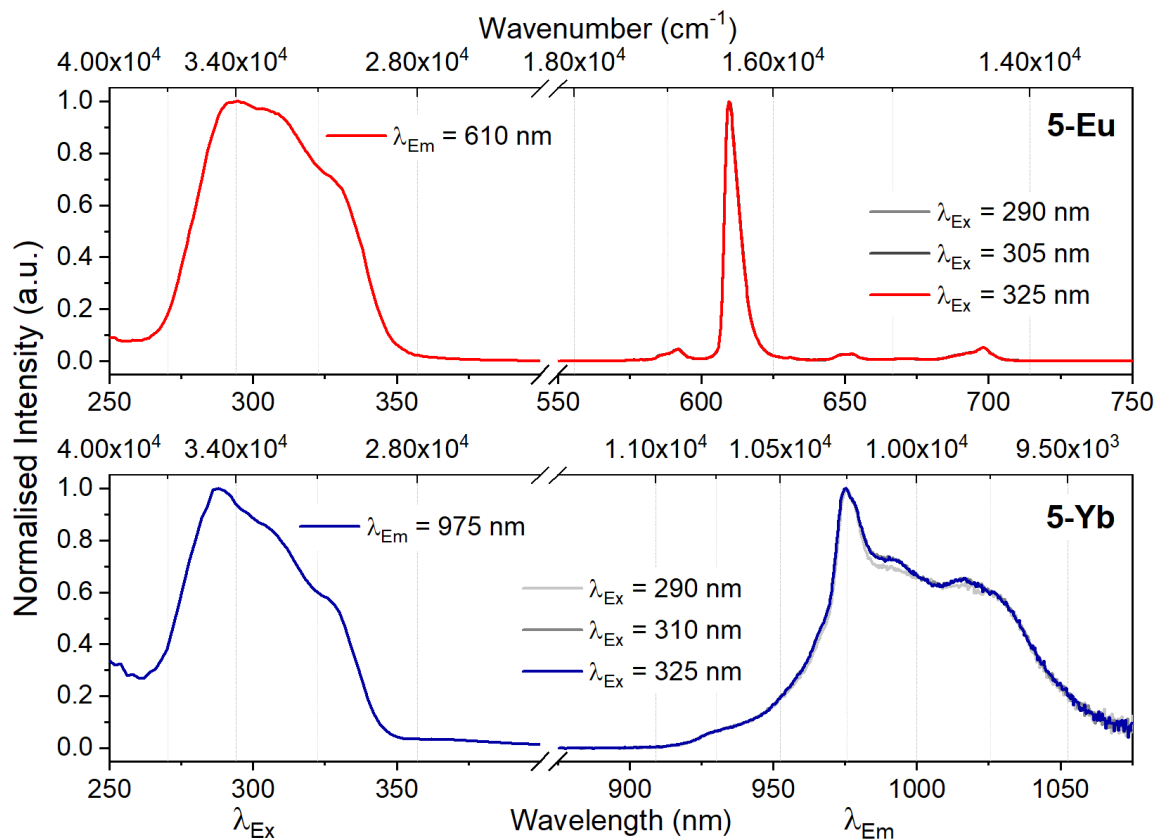 Wavenumber (cm⁻¹)
4.00x10⁴ 3.40x10⁴ 2.80x10⁴ 1.80x10⁴ 1.60x10⁴ 1.40x10⁴
1.0
0.8
0.6
0.4
0.2
0.0
λEm = 610 nm
5-Eu
λEx = 290 nm
λEx = 305 nm
λEx = 325 nm
250 300 350 550 600 650 700 750
Normalised Intensity (a.u.)
4.00x10⁴ 3.40x10⁴ 2.80x10⁴ 1.10x10⁴ 1.05x10⁴ 1.00x10⁴ 9.50x10³
1.0
0.8
0.6
0.4
0.2
0.0
λEm = 975 nm
5-Yb
λEx = 290 nm
λEx = 310 nm
λEx = 325 nm
250 300 350 900 950 1000 1050
λEx Wavelength (nm) λEm